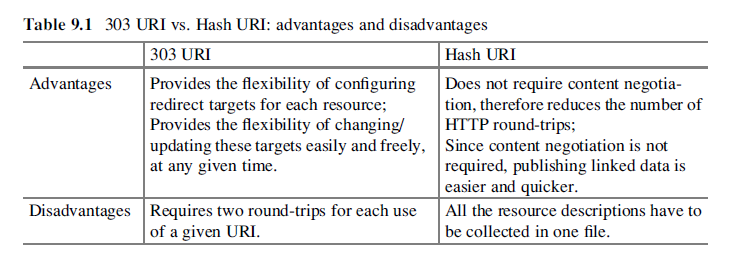 Table 9.1 303 URI vs. Hash URI: advantages and disadvantages
303 URI Hash URI
Advantages Provides the flexibility of configuring Does not require content negotia-
redirect targets for each resource; tion, therefore reduces the number of
Provides the flexibility of changing/ HTTP round-trips;
updating these targets easily and freely, Since content negotiation is not
at any given time. required, publishing linked data is
easier and quicker.
Disadvantages Requires two round-trips for each use All the resource descriptions have to
of a given URI. be collected in one file.